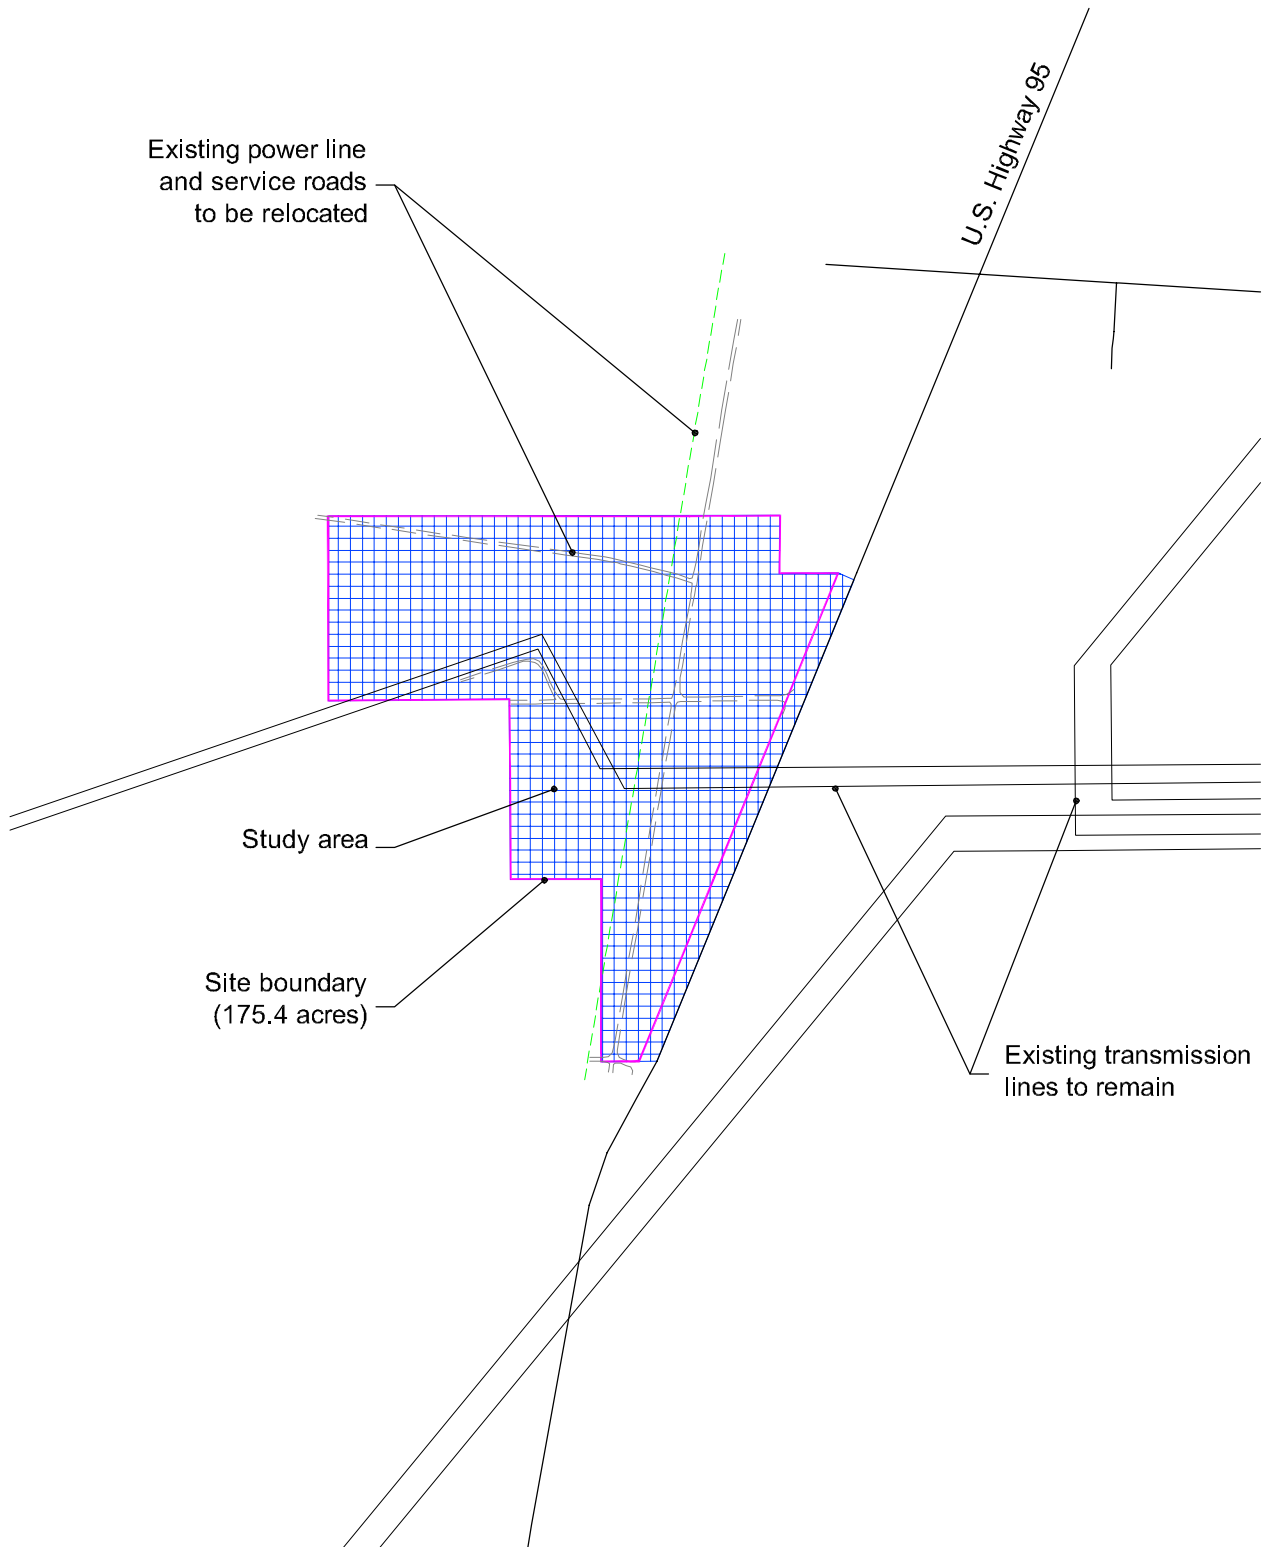 U.S. Highway 95
Existing power line
and service roads
to be relocated
Study area
Site boundary
(175.4 acres)
Existing transmission
lines to remain